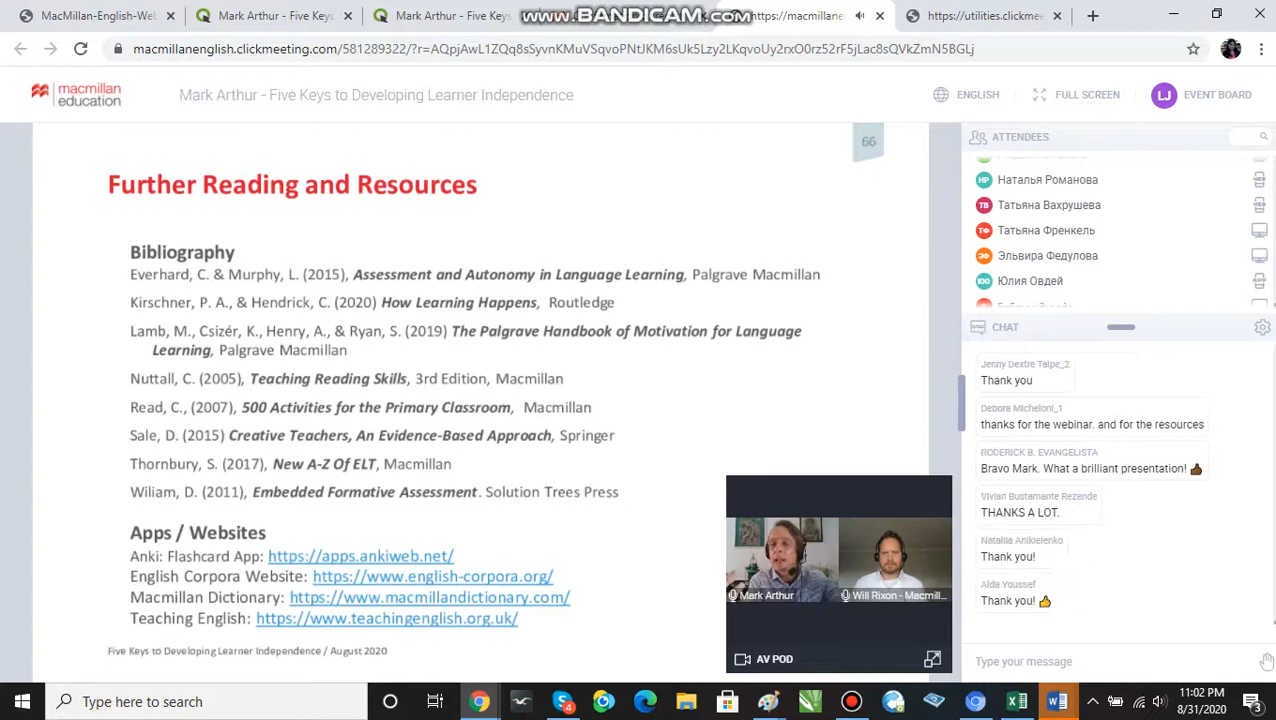 MacMillan-English-Web
Mark Arthur - Five Keys
Mark Arthur - Five Keys
https://macmillane
https://utilities.clickme
www.BANDICAM.com
macmillanenglish.clickmeeting.com/581289322/?r=AQpjAwL1ZQq8sSyvnKMuVSqvoPNtJKM6sUk5Lzy2LKqvoUy2rxO0rz52rF5jLac8sQVkZmN5BGLj
macmillan
education
Mark Arthur - Five Keys to Developing Learner Independence
ENGLISH
FULL SCREEN
LJ
EVENT BOARD
66
Further Reading and Resources
Bibliography
Everhard, C. & Murphy, L. (2015), Assessment and Autonomy in Language Learning, Palgrave Macmillan
Kirschner, P. A., & Hendrick, C. (2020) How Learning Happens, Routledge
Lamb, M., Csizér, K., Henry, A., & Ryan, S. (2019) The Palgrave Handbook of Motivation for Language
Learning, Palgrave Macmillan
Nuttall, C. (2005), Teaching Reading Skills, 3rd Edition, Macmillan
Read, C., (2007), 500 Activities for the Primary Classroom, Macmillan
Sale, D. (2015) Creative Teachers, An Evidence-Based Approach, Springer
Thornbury, S. (2017), New A-Z Of ELT, Macmillan
Wiliam, D. (2011), Embedded Formative Assessment. Solution Trees Press
Apps / Websites
Anki: Flashcard App: https://apps.ankiweb.net/
English Corpora Website: https://www.english-corpora.org/
Macmillan Dictionary: https://www.macmillandictionary.com/
Teaching English: https://www.teachingenglish.org.uk/
Five Keys to Developing Learner Independence / August 2020
Mark Arthur
Will Rixon - Macmill...
AV POD
ATTENDEES
НР Наталья Романова
ТВ Татьяна Вахрушева
ТФ Татьяна Френкель
ЭФ Эльвира Федулова
ЮО Юлия Овдей
CHAT
Jenny Dextre Talpe_2
Thank you
Debora Micheloni_1
thanks for the webinar. and for the resources
RODERICK B. EVANGELISTA
Bravo Mark. What a brilliant presentation!
Vivian Bustamante Rezende
THANKS A LOT.
Nataliia Anikieienko
Thank you!
Aida Youssef
Thank you!
Type your message
Type here to search
4
11:02 PM
8/31/2020
3